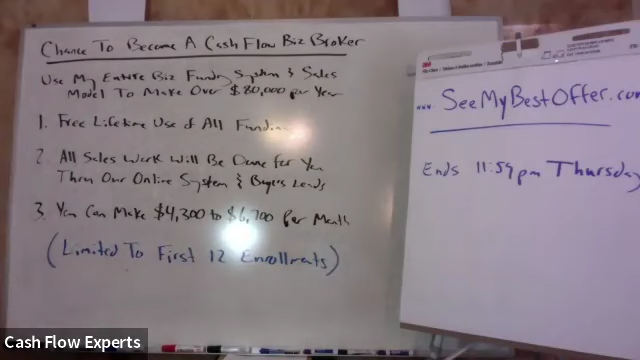 Chance To Become A Cash Flow Biz Broker
Use My Entire Biz Funding System & Sales
Model To Make Over $80,000 per Year
1. Free Lifetime Use of All
2. All Sales Work Will Be Done for You
Thru Our Online System & Buyers Leads
3. You Can Make $4,300 to $6,700 Per Month
(Limited To First 12 Enrollments)
3M
www. SeeMyBestOffer.com
Ends 11:59pm Thursday
Cash Flow Experts